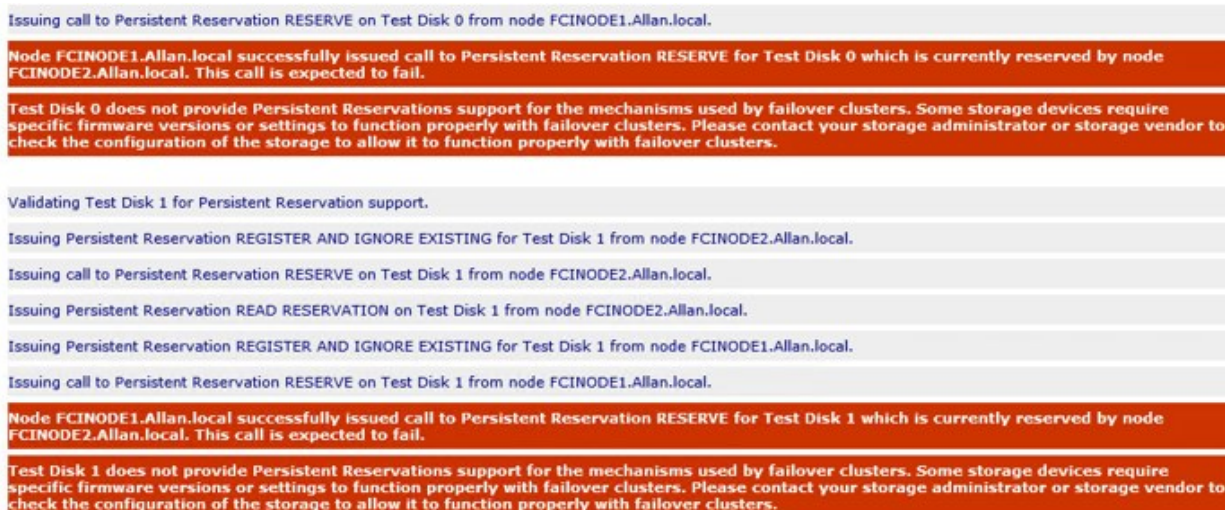 Issuing call to Persistent Reservation RESERVE on Test Disk 0 from node FCINODE1.Allan.local.
Node FCINODE1.Allan.local successfully issued call to Persistent Reservation RESERVE for Test Disk 0 which is currently reserved by node
FCINODE2.Allan.local. This call is expected to fail.
Test Disk 0 does not provide Persistent Reservations support for the mechanisms used by failover clusters. Some storage devices require
specific firmware versions or settings to function properly with failover clusters. Please contact your storage administrator or storage vendor to
check the configuration of the storage to allow it to function properly with failover clusters.
Validating Test Disk 1 for Persistent Reservation support.
Issuing Persistent Reservation REGISTER AND IGNORE EXISTING for Test Disk 1 from node FCINODE2.Allan.local.
Issuing call to Persistent Reservation RESERVE on Test Disk 1 from node FCINODE2.Allan.local.
Issuing Persistent Reservation READ RESERVATION on Test Disk 1 from node FCINODE2.Allan.local.
Issuing Persistent Reservation REGISTER AND IGNORE EXISTING for Test Disk 1 from node FCINODE1.Allan.local.
Issuing call to Persistent Reservation RESERVE on Test Disk 1 from node FCINODE1.Allan.local.
Node FCINODE1.Allan.local successfully issued call to Persistent Reservation RESERVE for Test Disk 1 which is currently reserved by node
FCINODE2.Allan.local. This call is expected to fail.
Test Disk 1 does not provide Persistent Reservations support for the mechanisms used by failover clusters. Some storage devices require
specific firmware versions or settings to function properly with failover clusters. Please contact your storage administrator or storage vendor to
check the configuration of the storage to allow it to function properly with failover clusters.